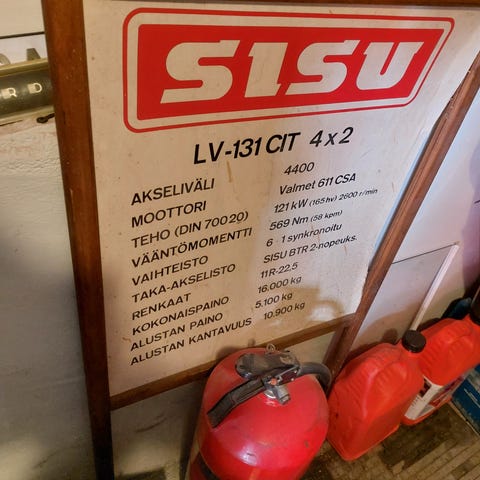 SISU
LV-131 CIT 4x2
AKSELIVÄLI 4400
MOOTTORI Valmet 611 CSA
TEHO (DIN 70020) 121 kW (165 hv) 2600 r/min
VÄÄNTÖMOMENTTI 569 Nm (58 kpm)
VAIHTEISTO 6 + 1 synkronoitu
TAKA-AKSELISTO SISU BTR 2-nopeuks.
RENKAAT 11R-22,5
KOKONAISPAINO 16.000 kg
ALUSTAN PAINO 5.100 kg
ALUSTAN KANTAVUUS 10.900 kg